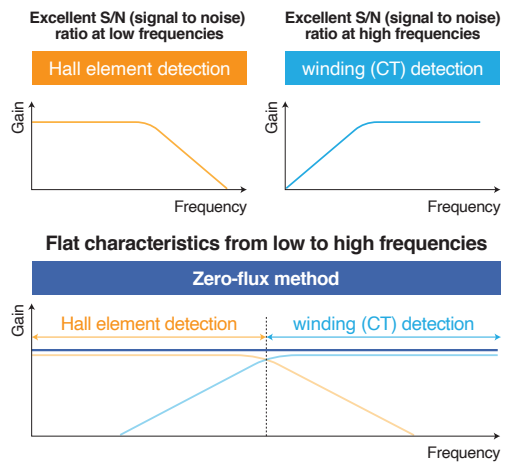 Excellent S/N (signal to noise)
ratio at low frequencies
Hall element detection
Gain
Frequency
Excellent S/N (signal to noise)
ratio at high frequencies
winding (CT) detection
Gain
Frequency
Flat characteristics from low to high frequencies
Zero-flux method
Gain
Hall element detection
winding (CT) detection
Frequency